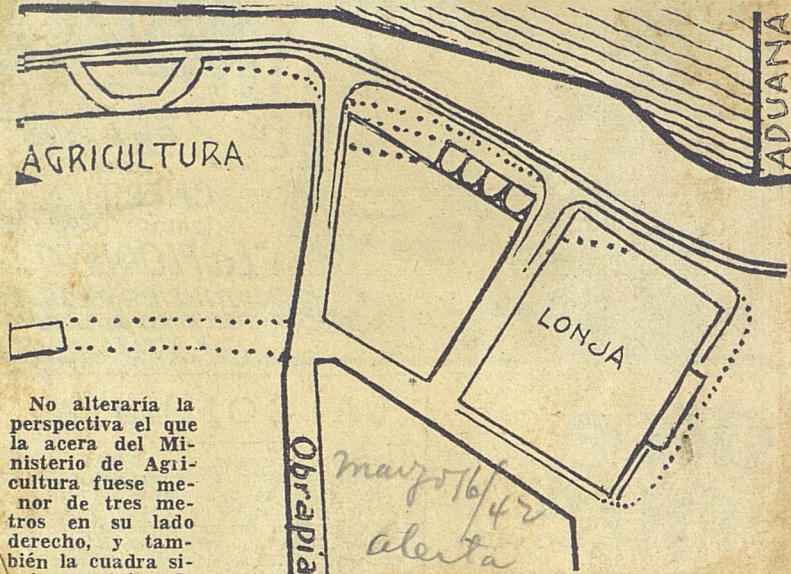 ADUANA
AGRICULTURA
LONJA
No alteraría la
perspectiva el que
la acera del Mi-
nisterio de Agri-
cultura fuese me-
nor de tres me-
tros en su lado
derecho, y tam-
bién la cuadra si-
Obrapia
marzo 16/42
alerta